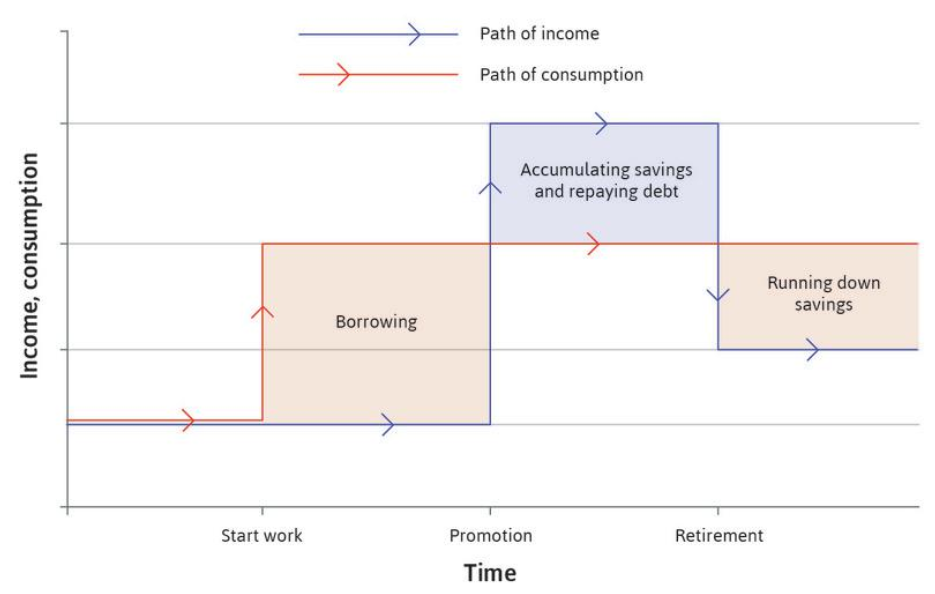 Path of income
Path of consumption
Income, consumption
Accumulating savings
and repaying debt
Borrowing
Running down
savings
Start work
Promotion
Retirement
Time